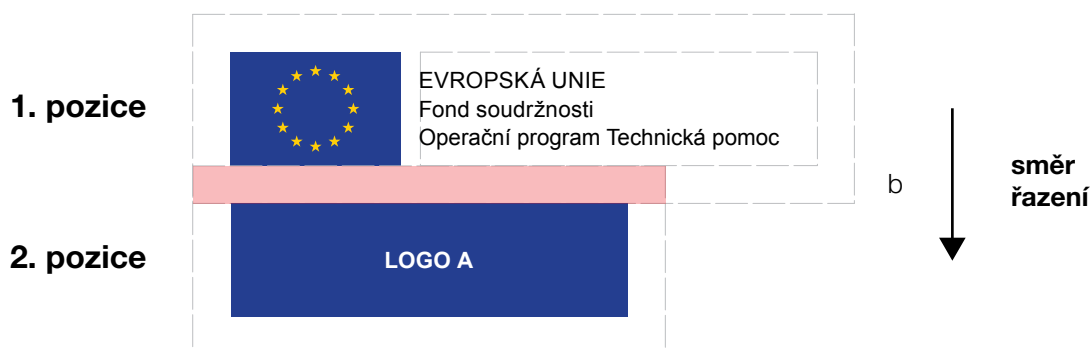 1. pozice
EVROPSKÁ UNIE
Fond soudržnosti
Operační program Technická pomoc
b
směr
řazení
2. pozice
LOGO A